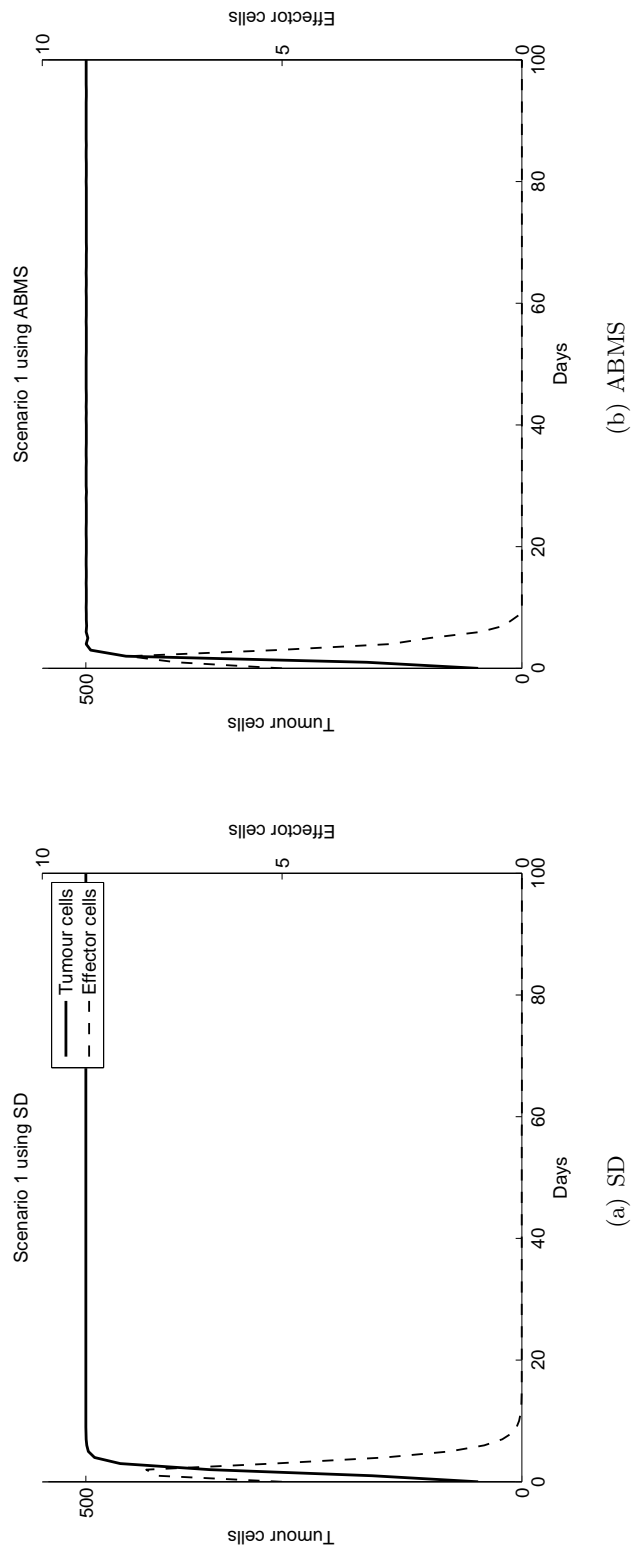 Scenario 1 using SD
Tumour cells
500
0
Effector cells
10
5
0
Tumour cells
Effector cells
0
20
40
60
80
100
Days
(a) SD
Scenario 1 using ABMS
Tumour cells
500
0
Effector cells
10
5
0
0
20
40
60
80
100
Days
(b) ABMS